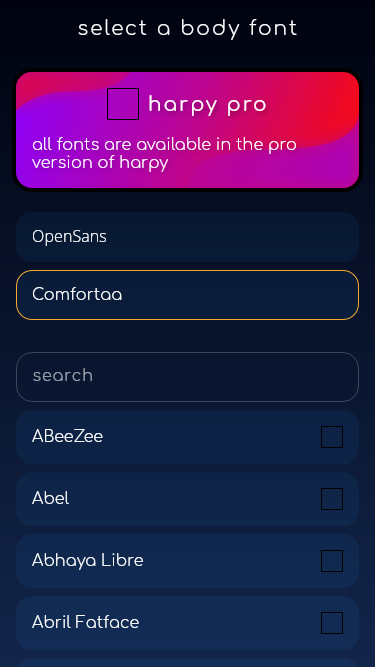 select a body font
harpy pro
all fonts are available in the pro
version of harpy
OpenSans
Comfortaa
search
ABeeZee
Abel
Abhaya Libre
Abril Fatface